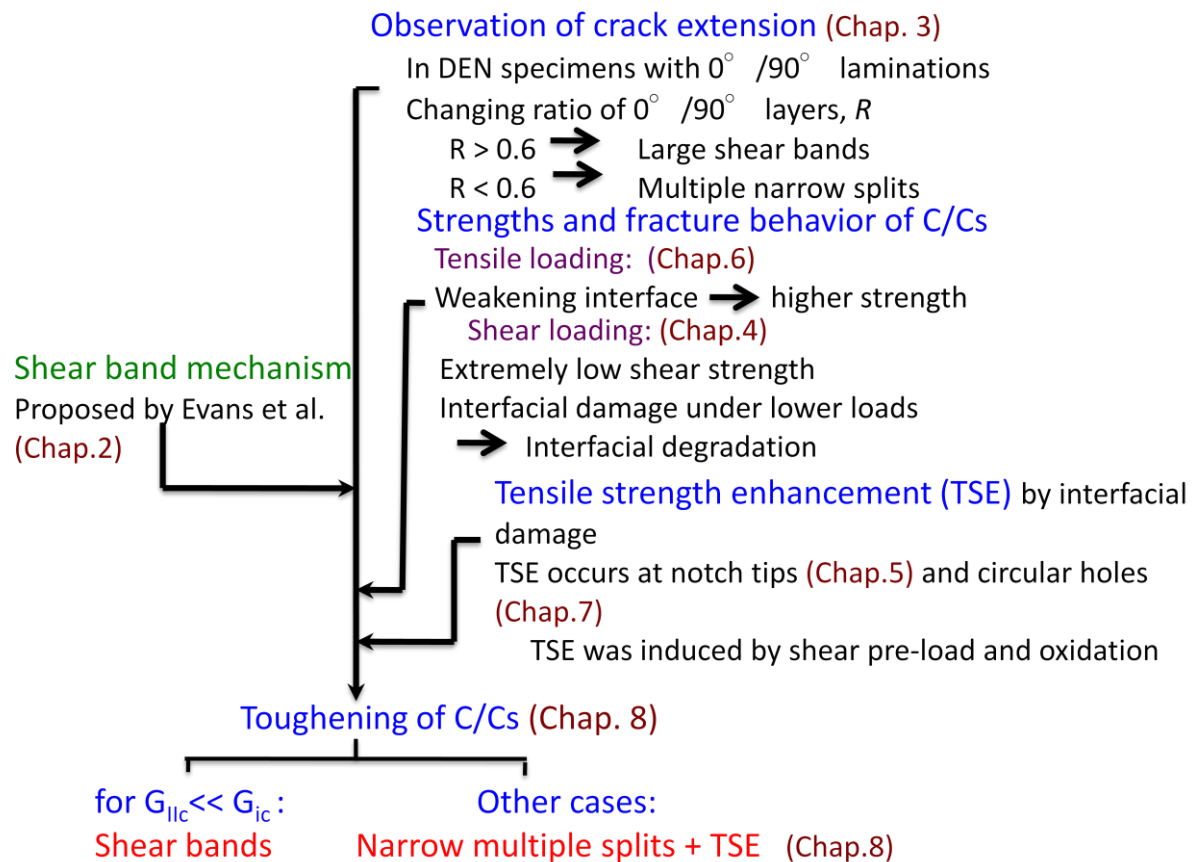 Observation of crack extension (Chap. 3)
In DEN specimens with 0° /90° laminations
Changing ratio of 0° /90° layers, R
R > 0.6 Large shear bands
R < 0.6 Multiple narrow splits
Strengths and fracture behavior of C/Cs
Tensile loading: (Chap.6)
Weakening interface higher strength
Shear loading: (Chap.4)
Shear band mechanism
Proposed by Evans et al.
(Chap.2)
Extremely low shear strength
Interfacial damage under lower loads
Interfacial degradation
Tensile strength enhancement (TSE) by interfacial
damage
TSE occurs at notch tips (Chap.5) and circular holes
(Chap.7)
TSE was induced by shear pre-load and oxidation
Toughening of C/Cs (Chap. 8)
for GIIc<< Gic :
Shear bands
Other cases:
Narrow multiple splits + TSE (Chap.8)